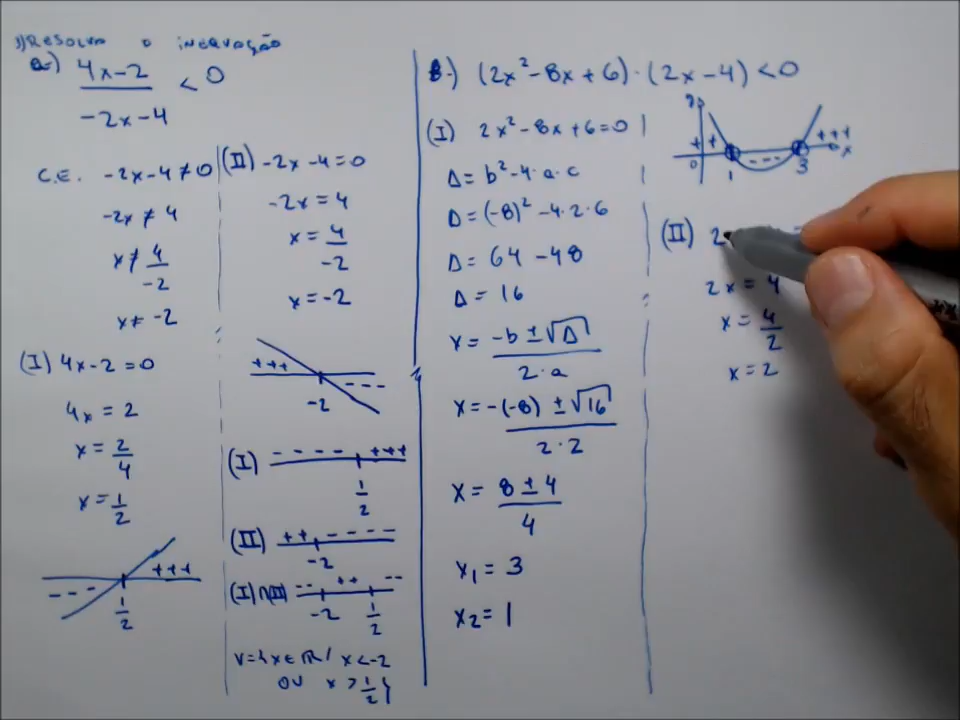 1) RESOLVA O INEQUAÇÃO
a-) 4x-2 / -2x-4 < 0
C.E. -2x-4 ≠ 0
-2x ≠ 4
x ≠ 4/-2
x ≠ -2
(I) 4x-2=0
4x = 2
x = 2/4
x = 1/2
- - - + + +
1/2
(II) -2x-4=0
-2x = 4
x = 4/-2
x = -2
+ + + - - -
-2
(I) - - - - + + +
1/2
(II) + + - - - -
-2
(I) ∩ (II) - - + + - -
-2 1/2
V={x ∈ R / x <-2
OU x > 1/2}
B-) (2x²-8x+6)·(2x-4)<0
(I) 2x²-8x+6=0
Δ = b²-4·a·c
Δ = (-8)²-4·2·6
Δ = 64-48
Δ = 16
x = -b ± √Δ / 2·a
x = -(-8) ± √16 / 2·2
x = 8 ± 4 / 4
x₁ = 3
x₂ = 1
y
+ + - - - + + + x
0 1 3
(II) 2
2x = 4
x = 4/2
x = 2